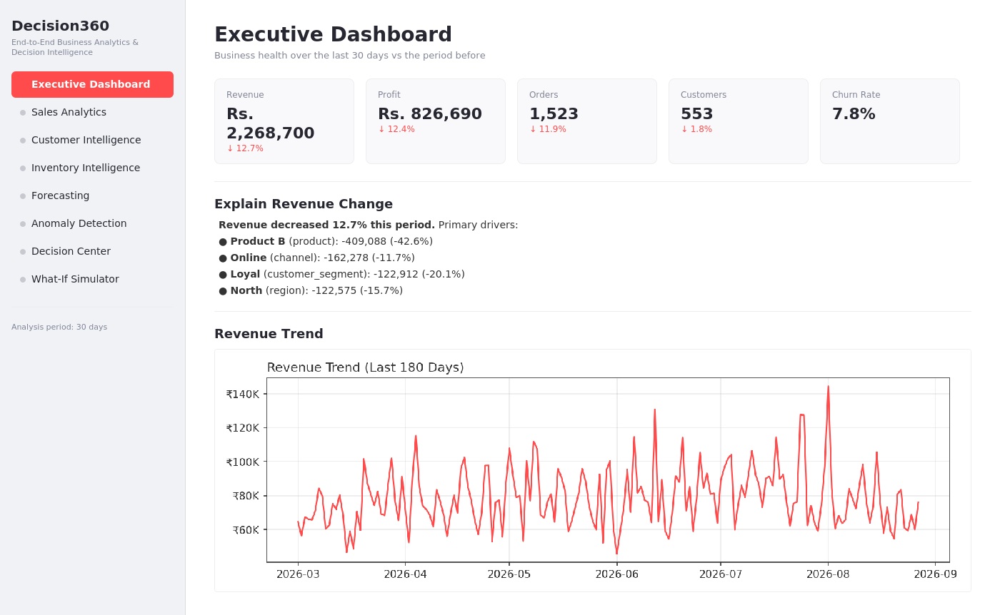 Decision360
End-to-End Business Analytics &
Decision Intelligence
Executive Dashboard
Sales Analytics
Customer Intelligence
Inventory Intelligence
Forecasting
Anomaly Detection
Decision Center
What-If Simulator
Analysis period: 30 days
Executive Dashboard
Business health over the last 30 days vs the period before
Revenue
Rs.
2,268,700
↓ 12.7%
Profit
Rs. 826,690
↓ 12.4%
Orders
1,523
↓ 11.9%
Customers
553
↓ 1.8%
Churn Rate
7.8%
Explain Revenue Change
Revenue decreased 12.7% this period. Primary drivers:
● Product B (product): -409,088 (-42.6%)
● Online (channel): -162,278 (-11.7%)
● Loyal (customer_segment): -122,912 (-20.1%)
● North (region): -122,575 (-15.7%)
Revenue Trend
Revenue Trend (Last 180 Days)
₹140K
₹120K
₹100K
₹80K
₹60K
2026-03 2026-04 2026-05 2026-06 2026-07 2026-08 2026-09